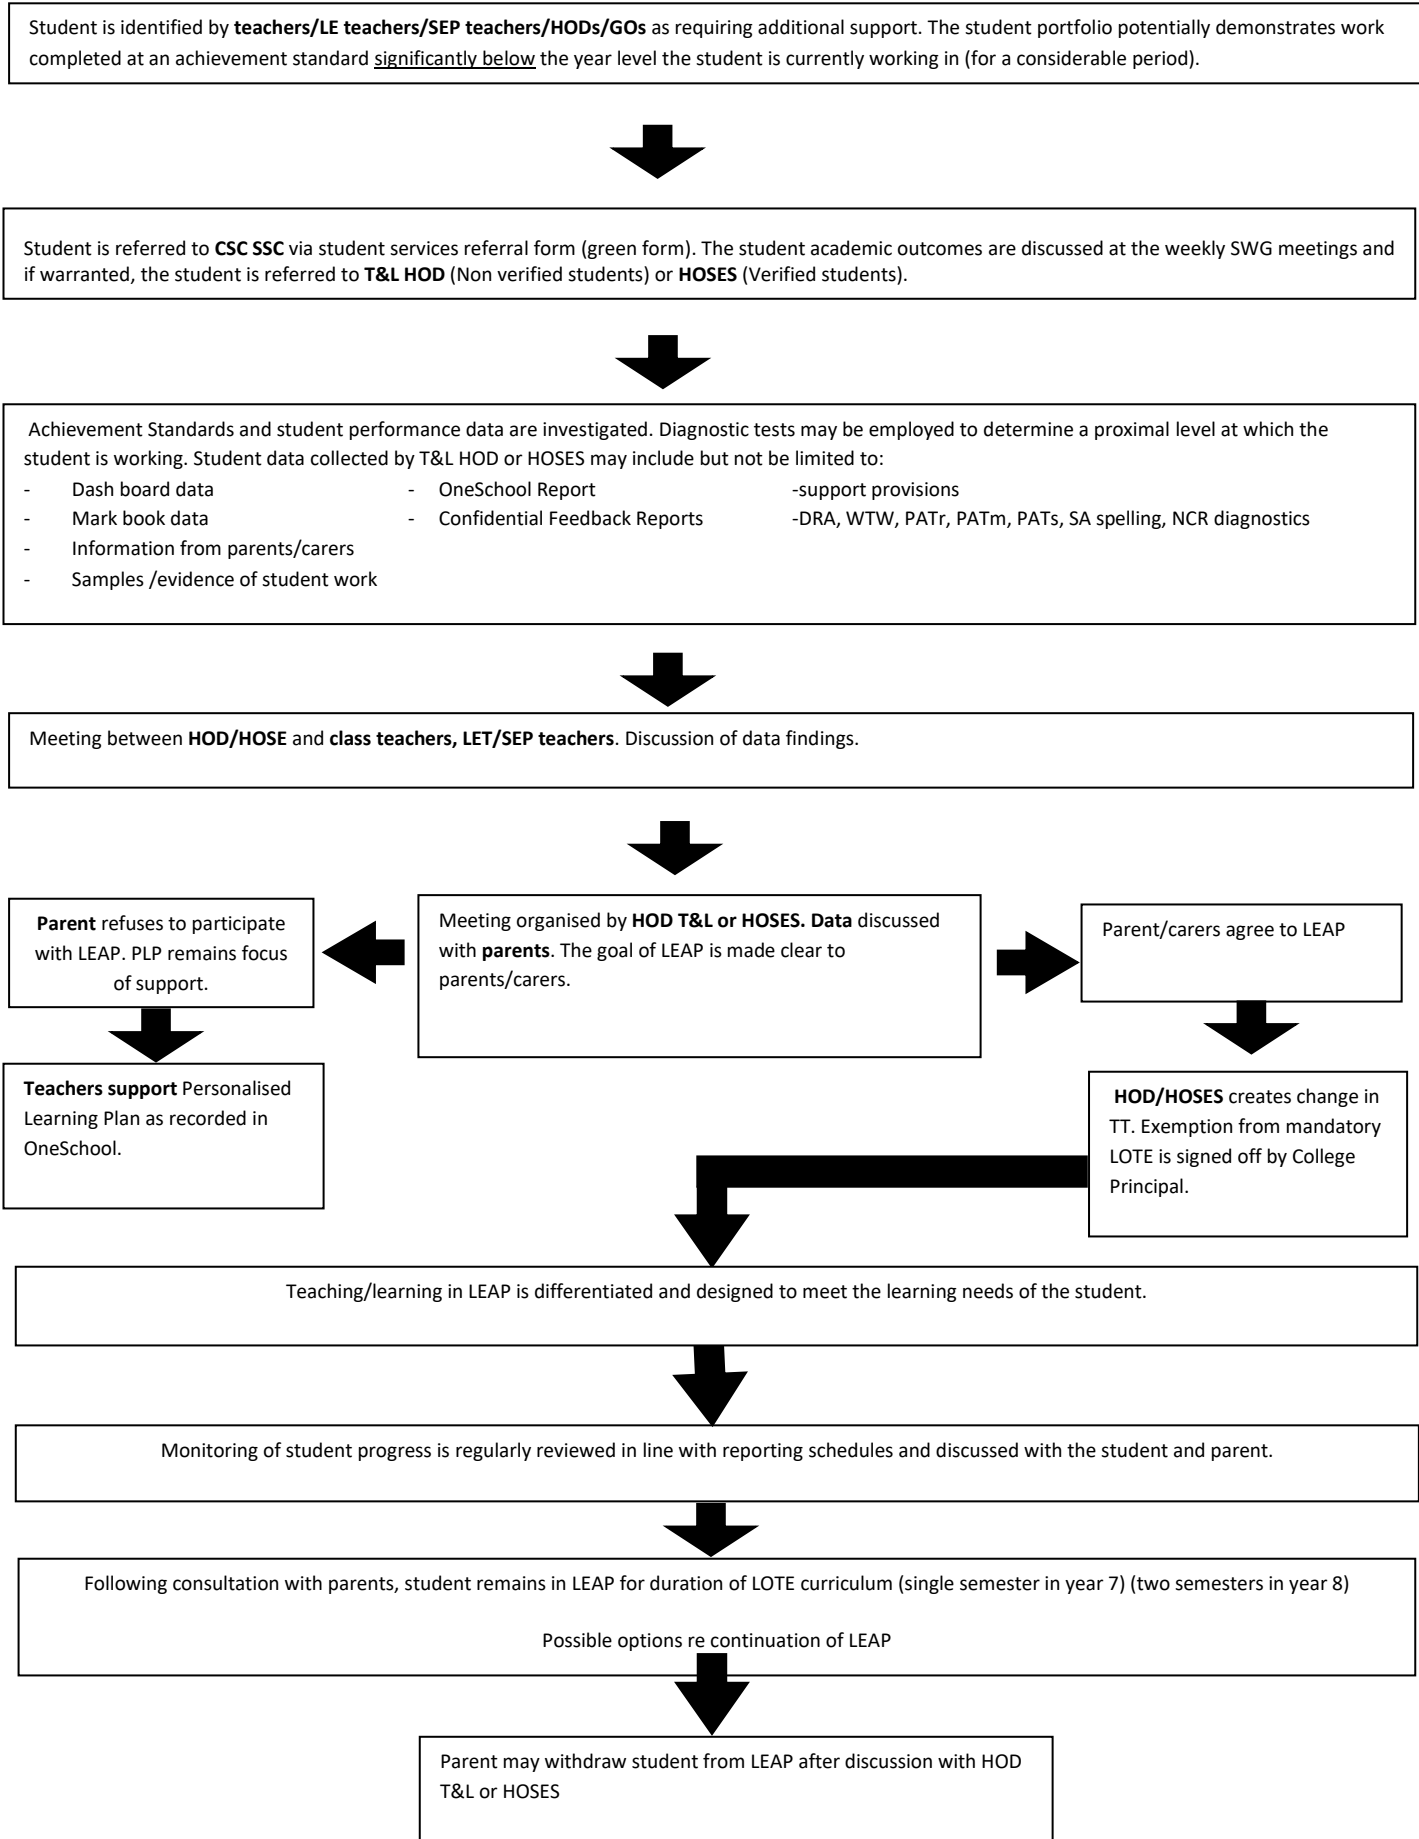 Student is identified by teachers/LE teachers/SEP teachers/HODs/GOs as requiring additional support. The student portfolio potentially demonstrates work
completed at an achievement standard significantly below the year level the student is currently working in (for a considerable period).
Student is referred to CSC SSC via student services referral form (green form). The student academic outcomes are discussed at the weekly SWG meetings and
if warranted, the student is referred to T&L HOD (Non verified students) or HOSES (Verified students).
Achievement Standards and student performance data are investigated. Diagnostic tests may be employed to determine a proximal level at which the
student is working. Student data collected by T&L HOD or HOSES may include but not be limited to:
- Dash board data - OneSchool Report -support provisions
- Mark book data - Confidential Feedback Reports -DRA, WTW, PATr, PATm, PATs, SA spelling, NCR diagnostics
- Information from parents/carers
- Samples /evidence of student work
Meeting between HOD/HOSE and class teachers, LET/SEP teachers. Discussion of data findings.
Parent refuses to participate
with LEAP. PLP remains focus
of support.
Meeting organised by HOD T&L or HOSES. Data discussed
with parents. The goal of LEAP is made clear to
parents/carers.
Parent/carers agree to LEAP
Teachers support Personalised
Learning Plan as recorded in
OneSchool.
HOD/HOSES creates change in
TT. Exemption from mandatory
LOTE is signed off by College
Principal.
Teaching/learning in LEAP is differentiated and designed to meet the learning needs of the student.
Monitoring of student progress is regularly reviewed in line with reporting schedules and discussed with the student and parent.
Following consultation with parents, student remains in LEAP for duration of LOTE curriculum (single semester in year 7) (two semesters in year 8)
Possible options re continuation of LEAP
Parent may withdraw student from LEAP after discussion with HOD
T&L or HOSES